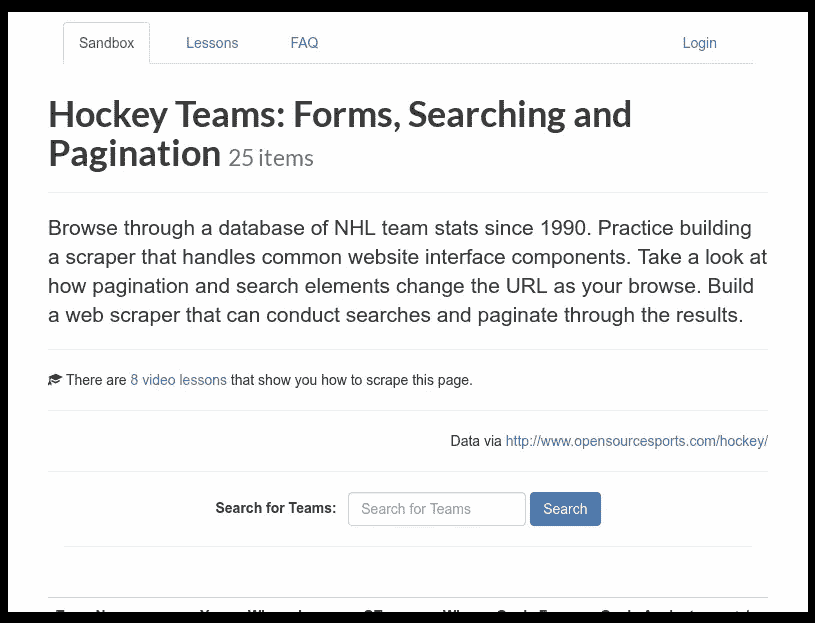 Sandbox Lessons FAQ Login
Hockey Teams: Forms, Searching and
Pagination 25 items
Browse through a database of NHL team stats since 1990. Practice building
a scraper that handles common website interface components. Take a look at
how pagination and search elements change the URL as your browse. Build
a web scraper that can conduct searches and paginate through the results.
There are 8 video lessons that show you how to scrape this page.
Data via http://www.opensourcesports.com/hockey/
Search for Teams: Search for Teams Search